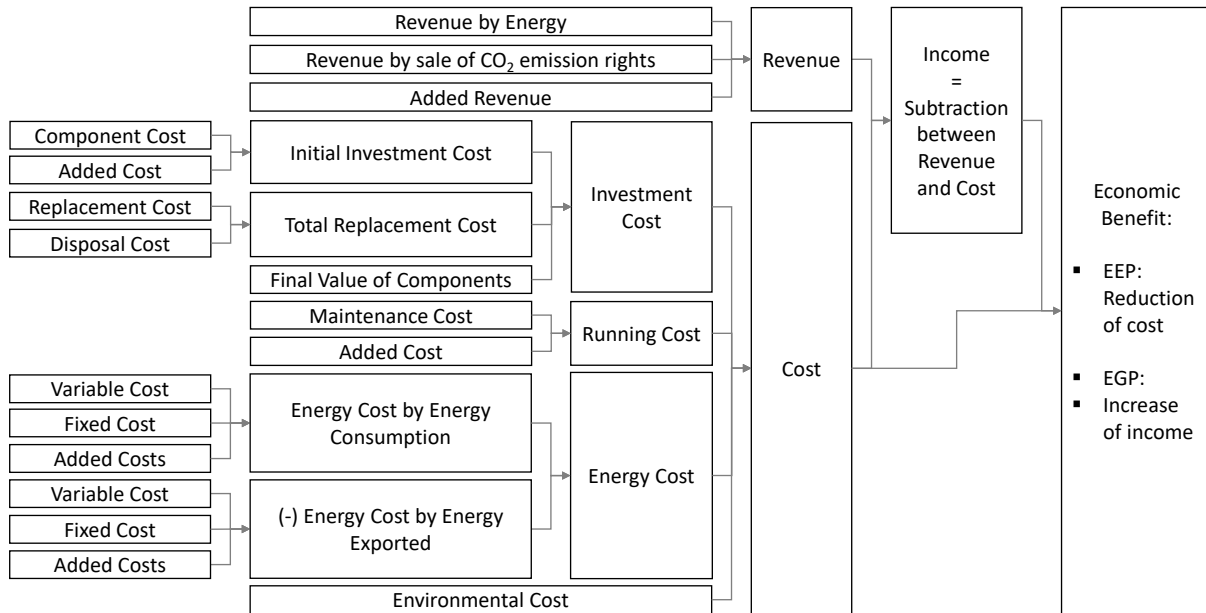 Revenue by Energy
Revenue by sale of CO₂ emission rights
Added Revenue
Revenue
Income
=
Subtraction
between
Revenue
and Cost
Component Cost
Added Cost
Initial Investment Cost
Replacement Cost
Disposal Cost
Total Replacement Cost
Final Value of Components
Investment
Cost
Maintenance Cost
Added Cost
Running Cost
Variable Cost
Fixed Cost
Added Costs
Energy Cost by Energy
Consumption
Variable Cost
Fixed Cost
Added Costs
(-) Energy Cost by Energy
Exported
Energy Cost
Environmental Cost
Cost
Economic
Benefit:
▪ EEP:
Reduction
of cost
▪ EGP:
▪ Increase
of income